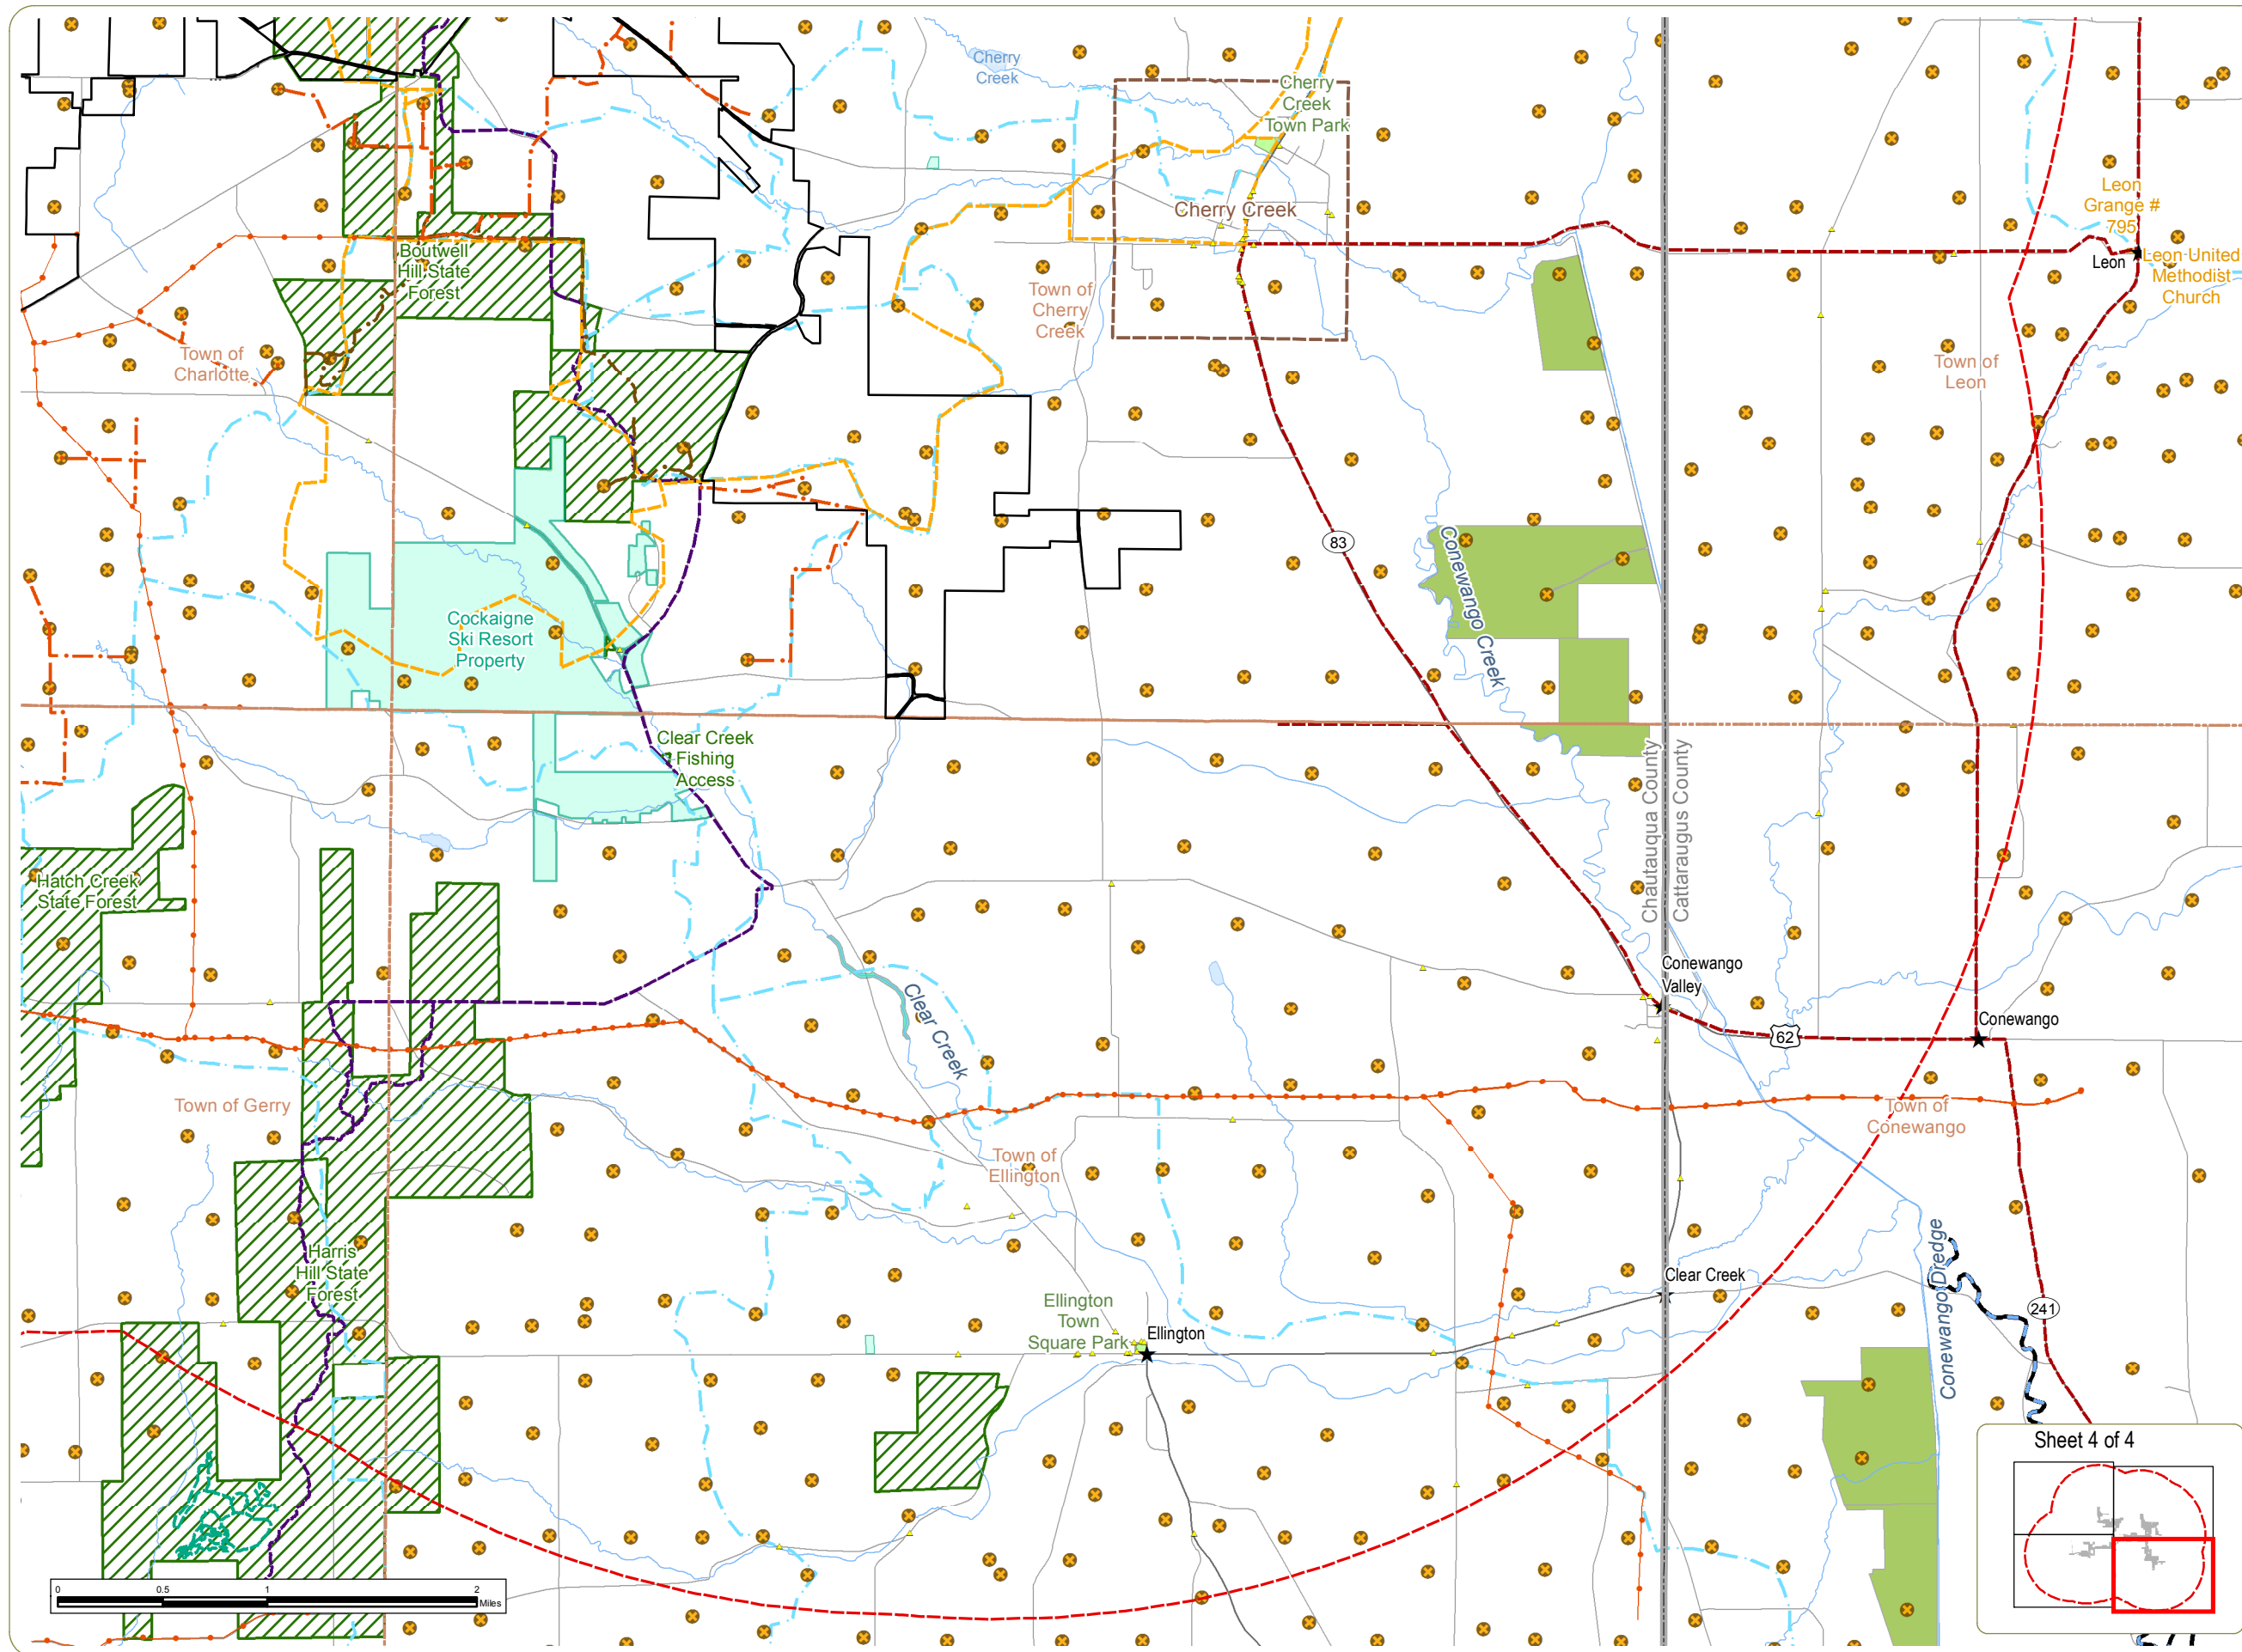 Cherry
Creek
Cherry
Creek
Town Park
Leon
Grange #
795
Cherry Creek
Leon
Leon United
Methodist
Church
Boutwell
Hill State
Forest
Town of
Cherry
Creek
Town of
Charlotte
Town of
Leon
83
Conewango Creek
Cockaigne
Ski Resort
Property
Clear Creek
Fishing
Access
Chautauqua County
Cattaraugus County
Hatch Creek
State Forest
Conewango
Valley
Clear Creek
Conewango
62
Town of Gerry
Town of
Conewango
Town of
Ellington
Harris
Hill State
Forest
Conewango Dredge
Clear Creek
Ellington
Town
Square Park
Ellington
241
Sheet 4 of 4
0
0.5
1
2
Miles